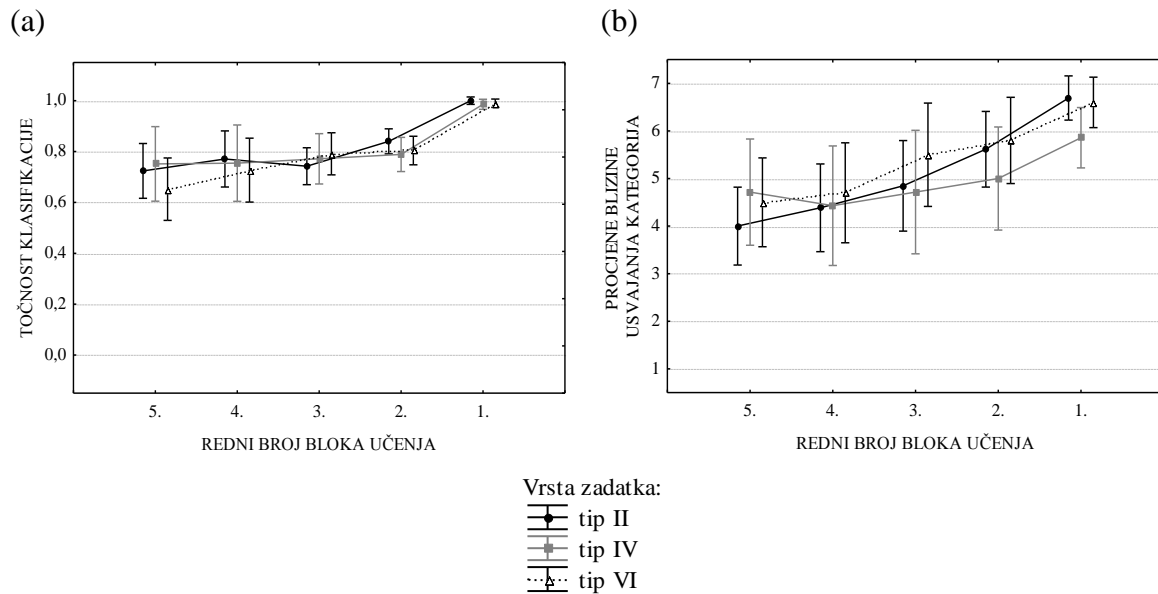 (a)
TOČNOST KLASIFIKACIJE
1,0
0,8
0,6
0,4
0,2
0,0
5. 4. 3. 2. 1.
REDNI BROJ BLOKA UČENJA
(b)
PROCJENE BLIZINE
USVAJANJA KATEGORIJA
7
6
5
4
3
2
1
5. 4. 3. 2. 1.
REDNI BROJ BLOKA UČENJA
Vrsta zadatka:
tip II
tip IV
tip VI